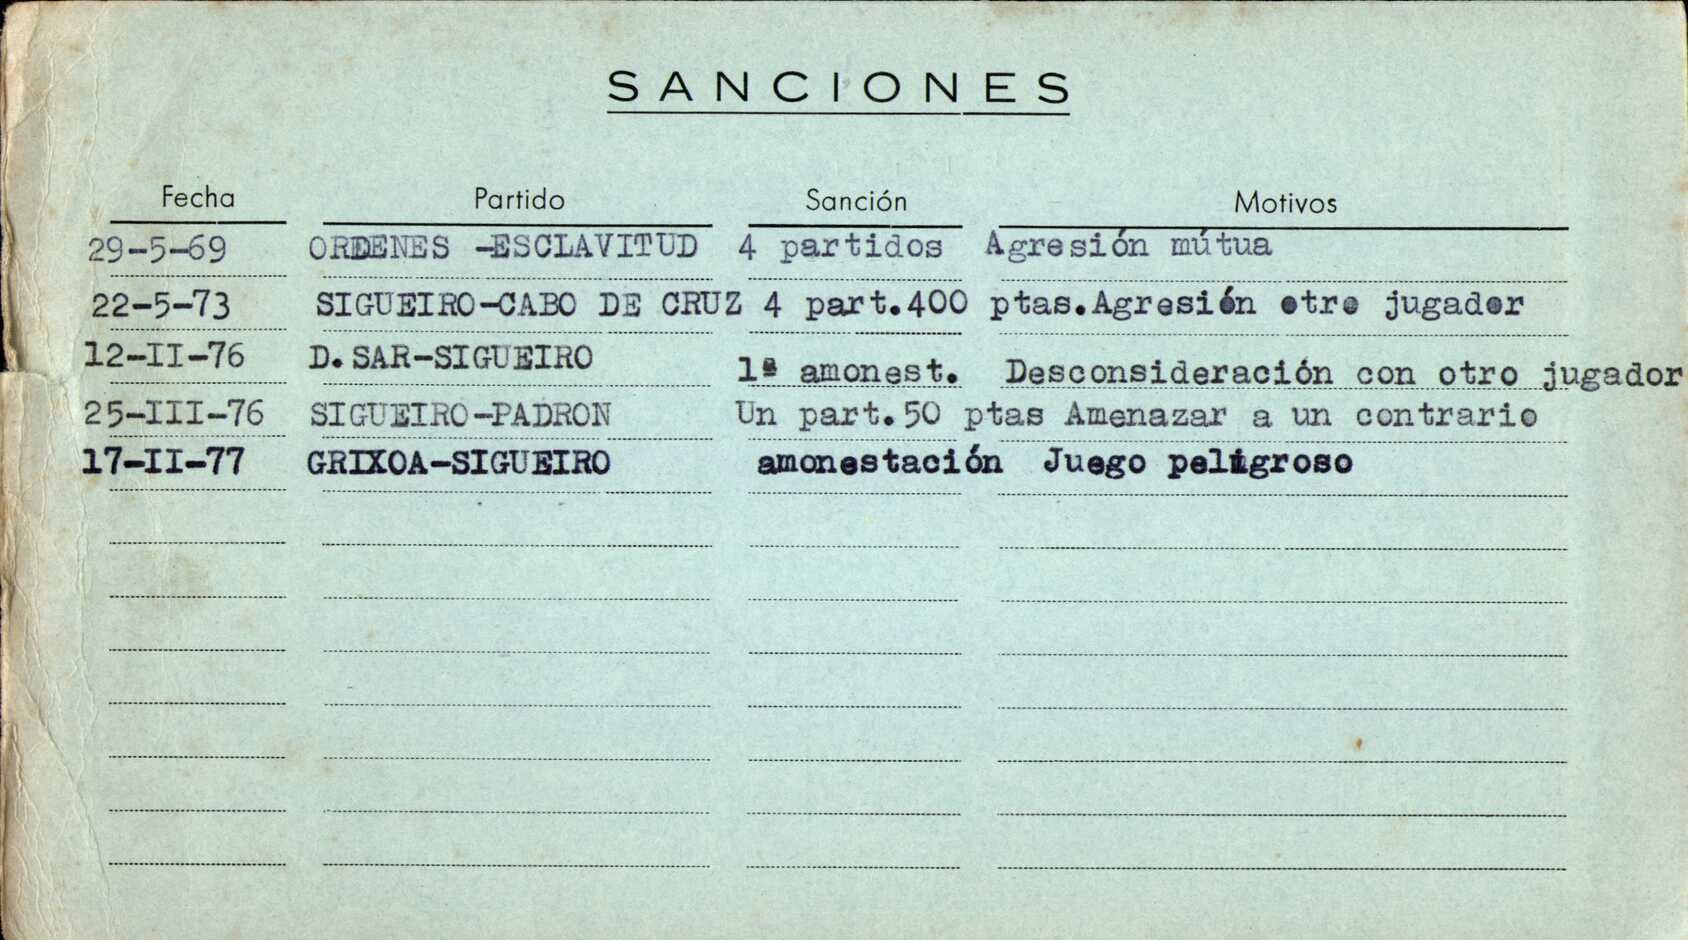 SANCIONES
Fecha Partido Sanción Motivos
29-5-69 ORDENES -ESCLAVITUD 4 partidos Agresión mútua
22-5-73 SIGUEIRO-CABO DE CRUZ 4 part.400 ptas.Agresión otro jugador
12-II-76 D.SAR-SIGUEIRO 1ª amonest. Desconsideración con otro jugador
25-III-76 SIGUEIRO-PADRON Un part.50 ptas Amenazar a un contrario
17-II-77 GRIXOA-SIGUEIRO amonestación Juego peligroso